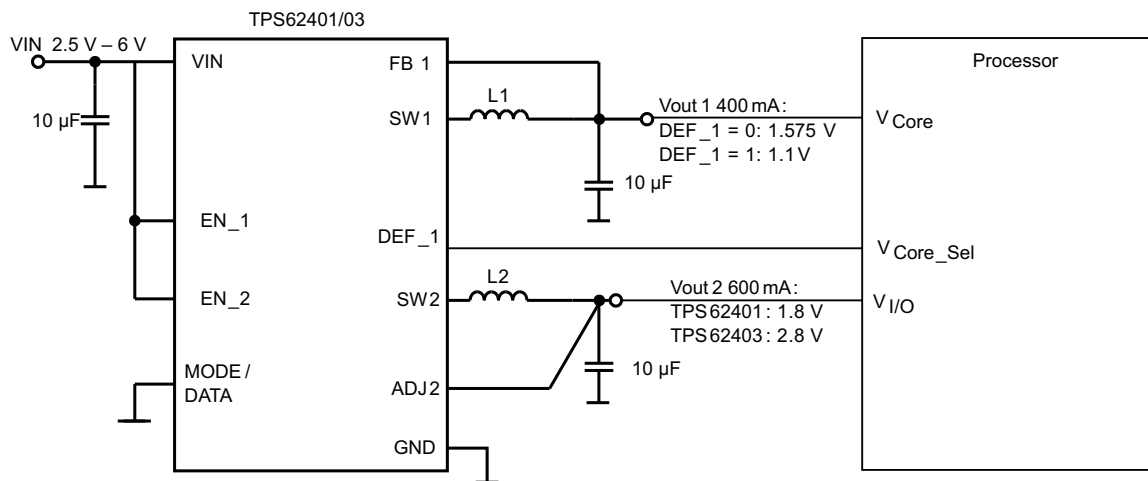 TPS62401/03
VIN 2.5 V – 6 V
VIN
FB 1
Processor
L1
SW1
10 µF
Vout 1 400 mA:
DEF_1 = 0: 1.575 V
DEF_1 = 1: 1.1V
V Core
10 µF
EN_1
DEF_1
V Core_Sel
L2
EN_2
SW2
Vout 2 600 mA:
TPS62401: 1.8 V
TPS62403: 2.8 V
V I/O
10 µF
MODE/
DATA
ADJ2
GND